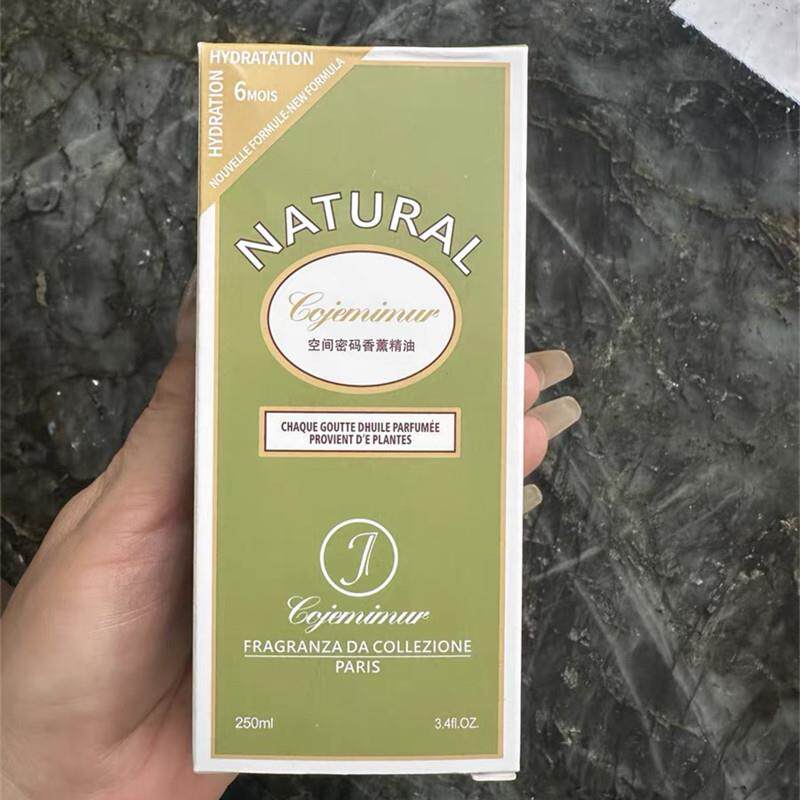 HYDRATATION
HYDRATION
6MOIS
NOUVELLE FORMULE-NEW FORMULA
NATURAL
Cojemimur
空间密码香薰精油
CHAQUE GOUTTE DHUILE PARFUMÉE
PROVIENT D'E PLANTES
Cojemimur
FRAGRANZA DA COLLEZIONE
PARIS
250ml
3.4fl.OZ.